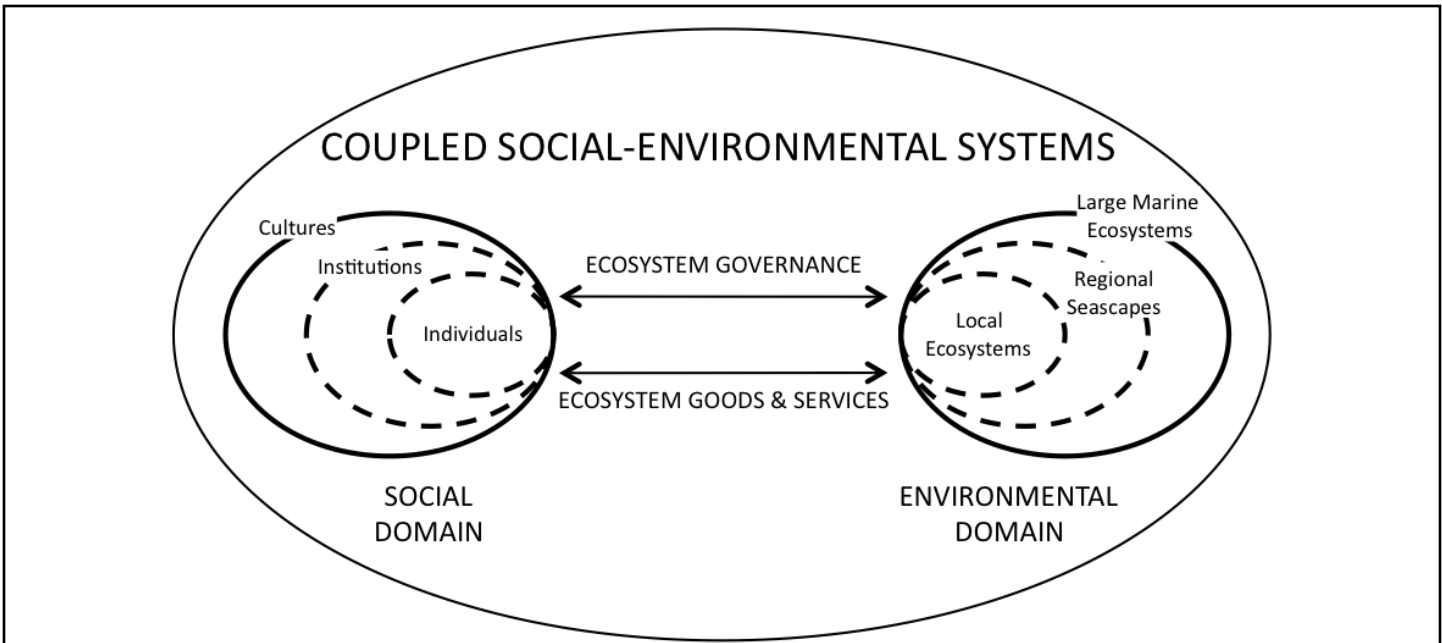 COUPLED SOCIAL-ENVIRONMENTAL SYSTEMS
Cultures
Institutions
Individuals
ECOSYSTEM GOVERNANCE
ECOSYSTEM GOODS & SERVICES
Large Marine
Ecosystems
Regional
Seascapes
Local
Ecosystems
SOCIAL
DOMAIN
ENVIRONMENTAL
DOMAIN